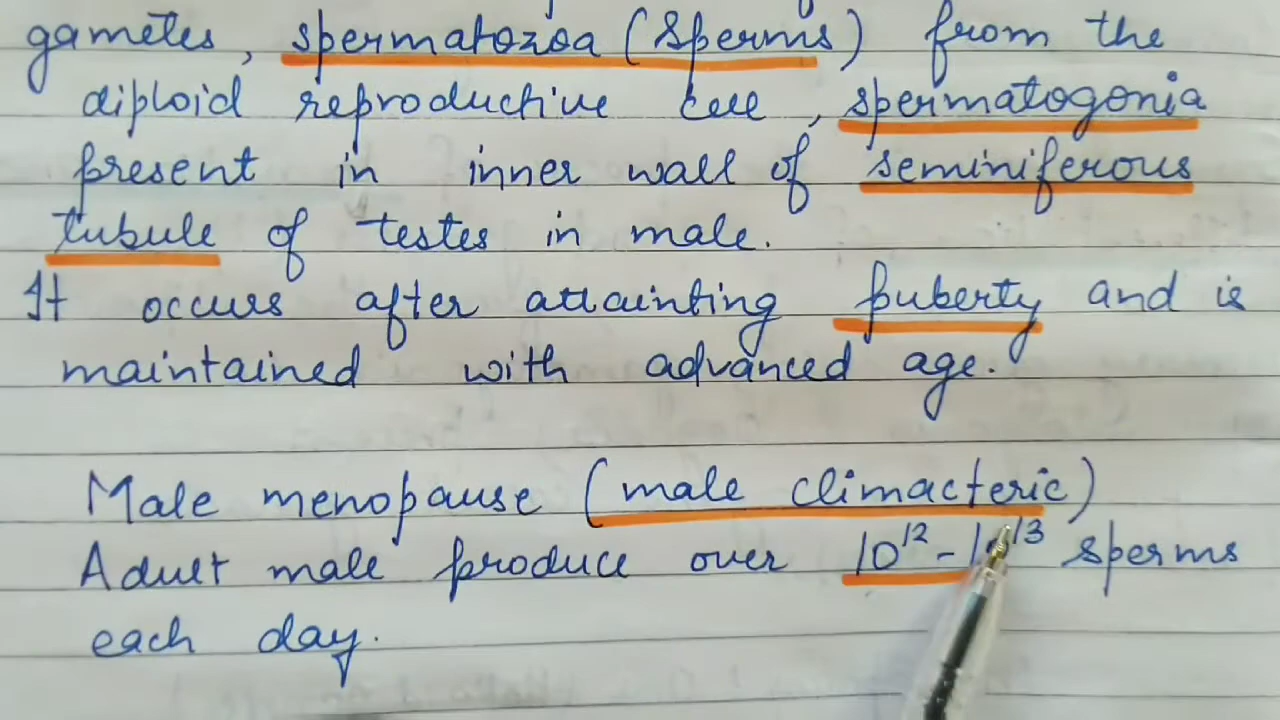 gametes, spermatozoa (Sperms) from the
diploid reproductive cell, spermatogonia
present in inner wall of seminiferous
tubule of testes in male.
It occurs after attainting puberty and is
maintained with advanced age.
Male menopause (male climacteric)
Adult male produce over 10¹² - 10¹³ sperms
each day.